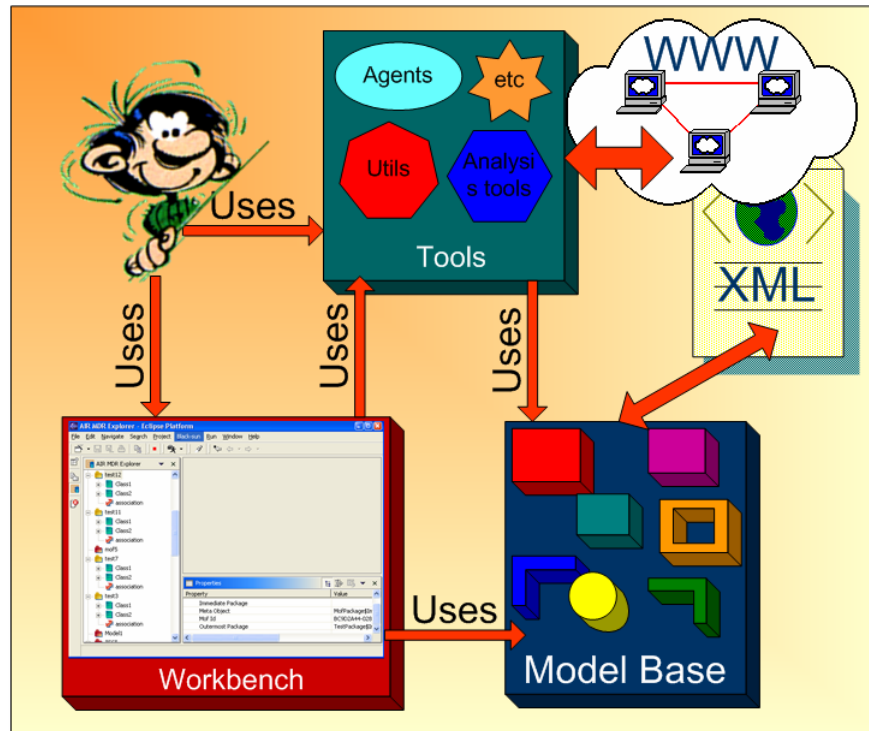 WWW
Agents
etc
Utils
Analysi
s tools
Tools
Uses
XML
Uses
Uses
Uses
AIR MDR Explorer - Eclipse Platform
File Edit Navigate Search Project Black-sun Run Window Help
AIR MDR Explorer
test12
Class1
Class2
association
test11
Class1
Class2
association
mof5
test7
Class1
Class2
association
test3
Class1
Class2
association
Model1
Properties
Property Value
Immediate Package
Meta Object
Mof Id
Outermost Package
Uses
Workbench
Model Base